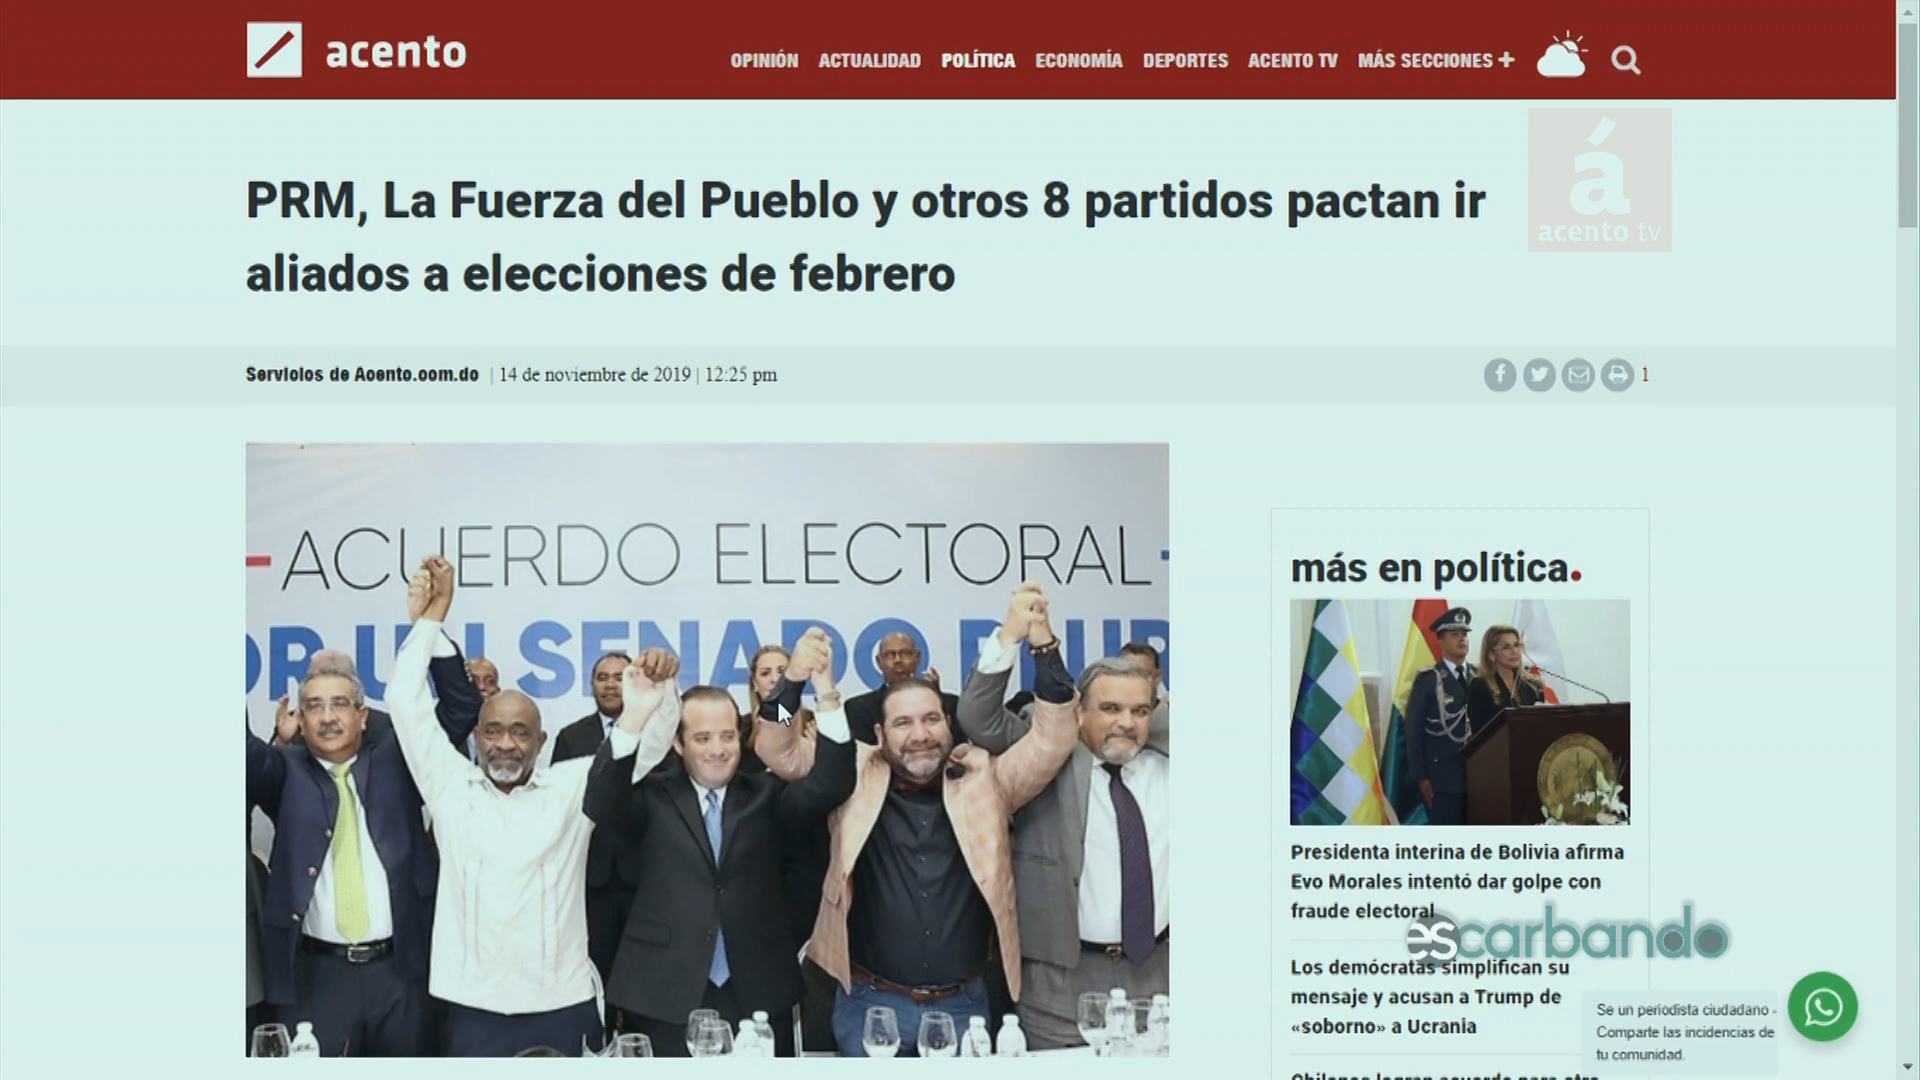 acento
OPINIÓN ACTUALIDAD POLÍTICA ECONOMÍA DEPORTES ACENTO TV MÁS SECCIONES +
á
acento tv
PRM, La Fuerza del Pueblo y otros 8 partidos pactan ir
aliados a elecciones de febrero
Servicios de Acento.com.do | 14 de noviembre de 2019 | 12:25 pm
1
ACUERDO ELECTORAL
SENADO
más en política.
Presidenta interina de Bolivia afirma
Evo Morales intentó dar golpe con
fraude electoral
escarbando
Los demócratas simplifican su
mensaje y acusan a Trump de
«soborno» a Ucrania
Se un periodista ciudadano -
Comparte las incidencias de
tu comunidad.